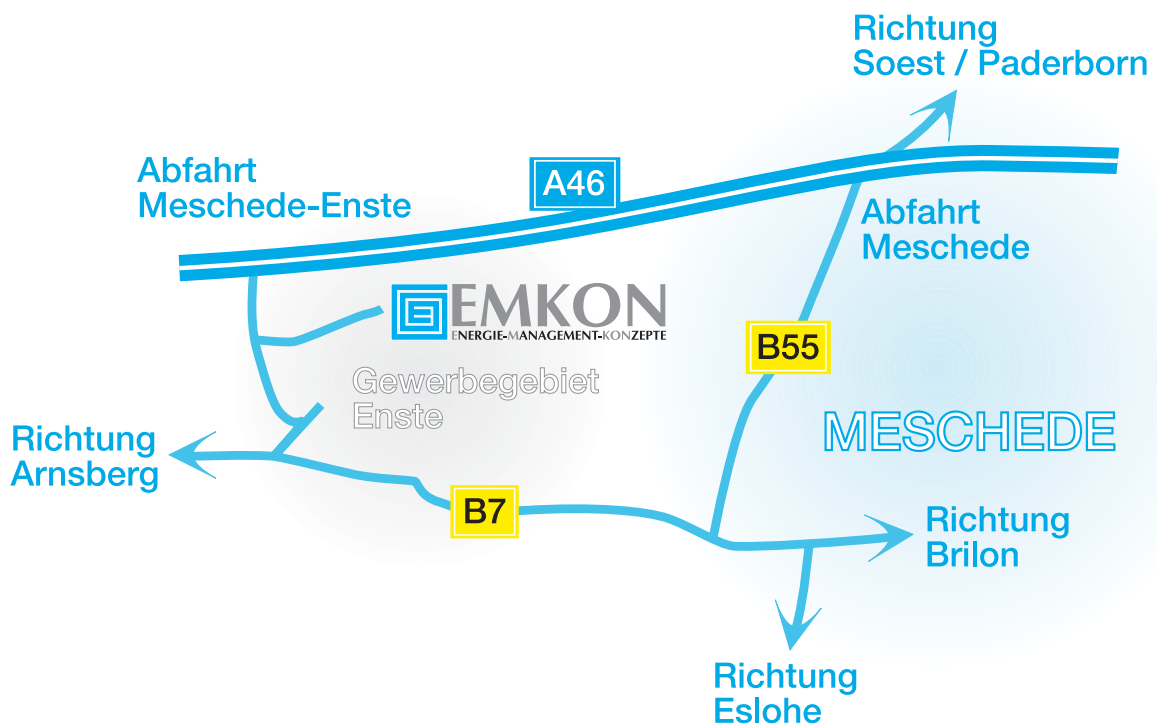 Richtung
Soest / Paderborn
Abfahrt
Meschede-Enste
A46
Abfahrt
Meschede
EMKON
ENERGIE-MANAGEMENT-KONZEPTE
B55
Gewerbegebiet
Enste
MESCHEDE
Richtung
Arnsberg
B7
Richtung
Brilon
Richtung
Eslohe